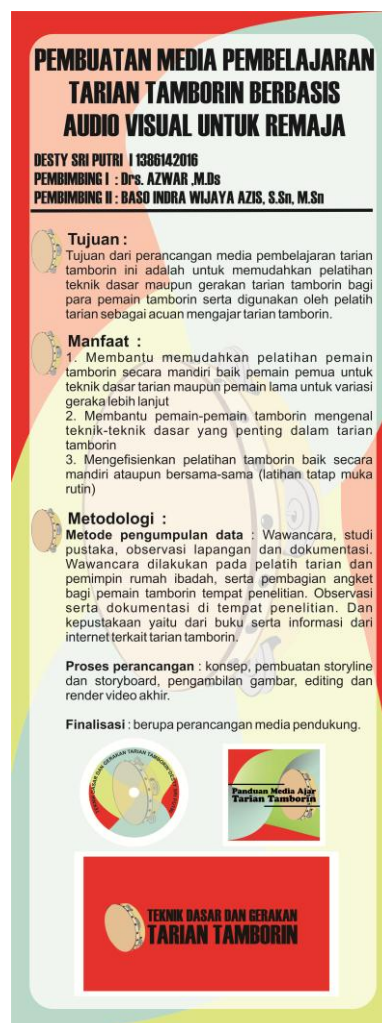 PEMBUATAN MEDIA PEMBELAJARAN
TARIAN TAMBORIN BERBASIS
AUDIO VISUAL UNTUK REMAJA
DESTY SRI PUTRI I 1386142016
PEMBIMBING I : Drs. AZWAR ,M.Ds
PEMBIMBING II : BASO INDRA WIJAYA AZIS, S.Sn, M.Sn
Tujuan :
Tujuan dari perancangan media pembelajaran tarian
tamborin ini adalah untuk memudahkan pelatihan
teknik dasar maupun gerakan tarian tamborin bagi
para pemain tamborin serta digunakan oleh pelatih
tarian sebagai acuan mengajar tarian tamborin.
Manfaat :
1. Membantu memudahkan pelatihan pemain
tamborin secara mandiri baik pemain pemua untuk
teknik dasar tarian maupun pemain lama untuk variasi
geraka lebih lanjut
2. Membantu pemain-pemain tamborin mengenal
teknik-teknik dasar yang penting dalam tarian
tamborin
3. Mengefisienkan pelatihan tamborin baik secara
mandiri ataupun bersama-sama (latihan tatap muka
rutin)
Metodologi :
Metode pengumpulan data : Wawancara, studi
pustaka, observasi lapangan dan dokumentasi.
Wawancara dilakukan pada pelatih tarian dan
pemimpin rumah ibadah, serta pembagian angket
bagi pemain tamborin tempat penelitian. Observasi
serta dokumentasi di tempat penelitian. Dan
kepustakaan yaitu dari buku serta informasi dari
internet terkait tarian tamborin.
Proses perancangan : konsep, pembuatan storyline
dan storyboard, pengambilan gambar, editing dan
render video akhir.
Finalisasi : berupa perancangan media pendukung.
DAN GERAKAN TARIAN TAMBORIN
Panduan Media Ajar
Tarian Tamborin
TEKNIK DASAR DAN GERAKAN
TARIAN TAMBORIN